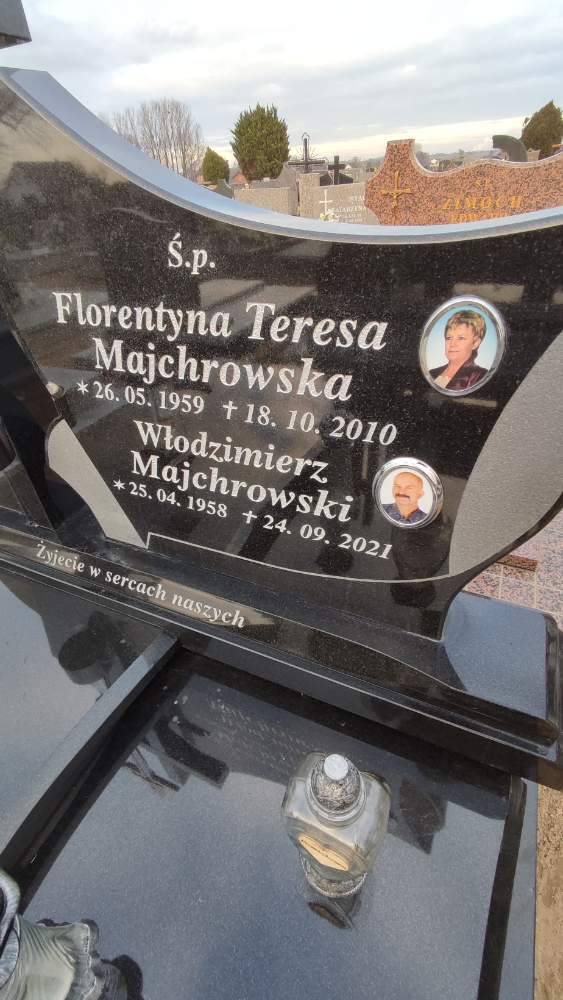 Ś.p.
Florentyna Teresa
Majchrowska
* 26. 05. 1959 † 18. 10. 2010
Włodzimierz
Majchrowski
* 25. 04. 1958 † 24. 09. 2021
Żyjecie w sercach naszych
ZIMOCH